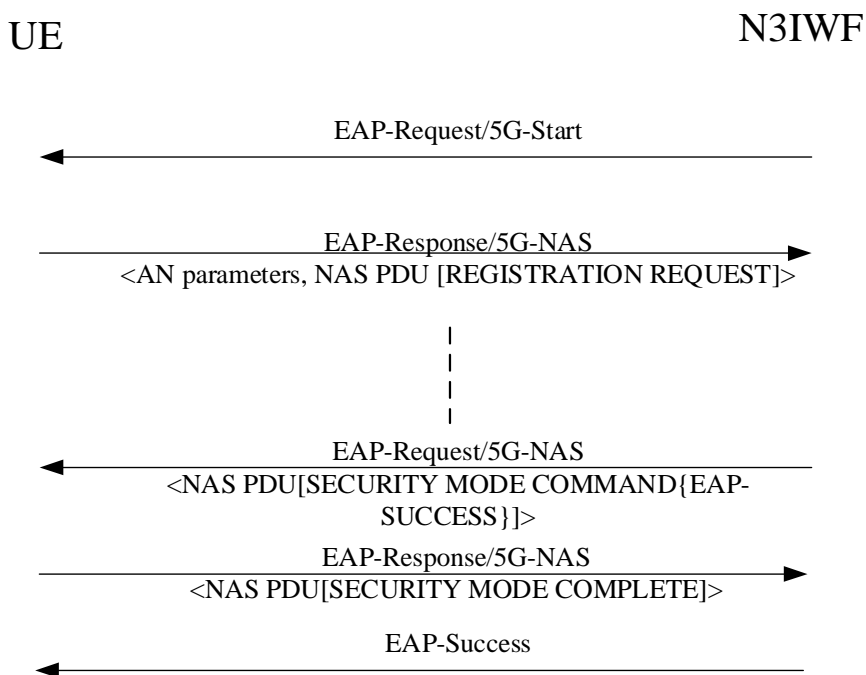 UE
N3IWF
EAP-Request/5G-Start
EAP-Response/5G-NAS
<AN parameters, NAS PDU [REGISTRATION REQUEST]>
EAP-Request/5G-NAS
<NAS PDU[SECURITY MODE COMMAND{EAP-
SUCCESS}]>
EAP-Response/5G-NAS
<NAS PDU[SECURITY MODE COMPLETE]>
EAP-Success